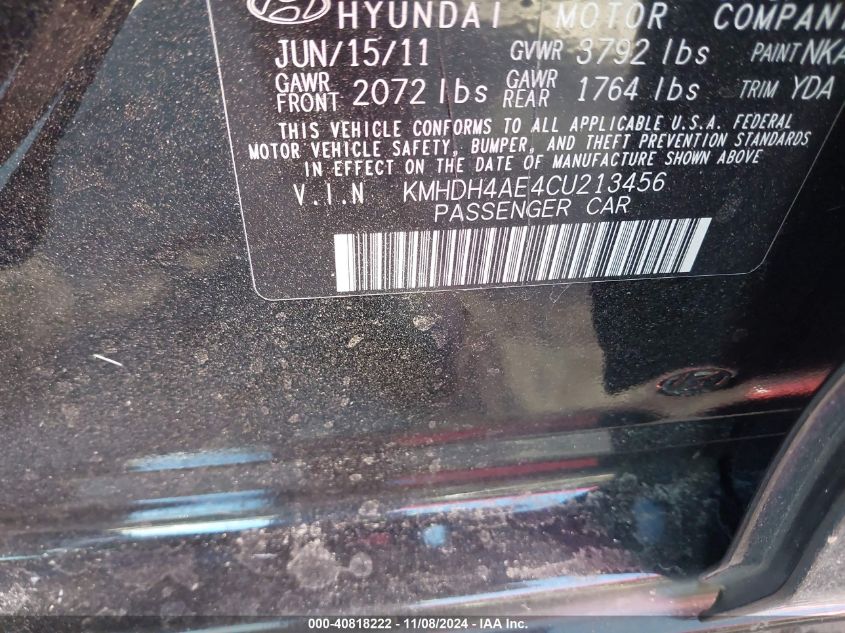 HYUNDAI MOTOR COMPANY
JUN/15/11 GVWR 3792 lbs PAINT NKA
GAWR FRONT 2072 lbs GAWR REAR 1764 lbs TRIM YDA
THIS VEHICLE CONFORMS TO ALL APPLICABLE U.S.A. FEDERAL
MOTOR VEHICLE SAFETY, BUMPER, AND THEFT PREVENTION STANDARDS
IN EFFECT ON THE DATE OF MANUFACTURE SHOWN ABOVE
V.I.N KMHDH4AE4CU213456
PASSENGER CAR
000-40818222 - 11/08/2024 - IAA Inc.